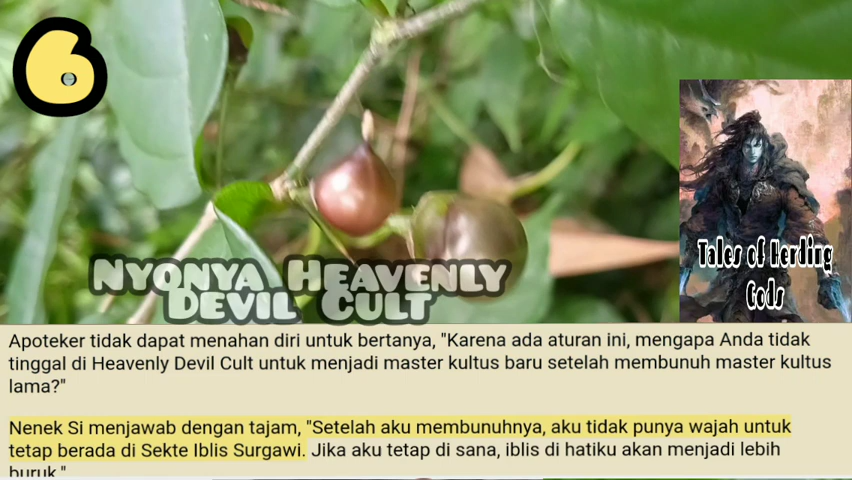 6
Tales of Herding
Gods
Nyonya Heavenly
Devil Cult
Apoteker tidak dapat menahan diri untuk bertanya, "Karena ada aturan ini, mengapa Anda tidak
tinggal di Heavenly Devil Cult untuk menjadi master kultus baru setelah membunuh master kultus
lama?"
Nenek Si menjawab dengan tajam, "Setelah aku membunuhnya, aku tidak punya wajah untuk
tetap berada di Sekte Iblis Surgawi. Jika aku tetap di sana, iblis di hatiku akan menjadi lebih
buruk."